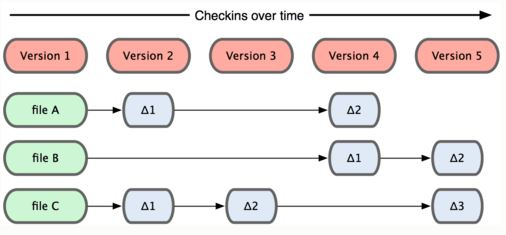 Checkins over time
Version 1 Version 2 Version 3 Version 4 Version 5
file A Δ1 Δ2
file B Δ1 Δ2
file C Δ1 Δ2 Δ3